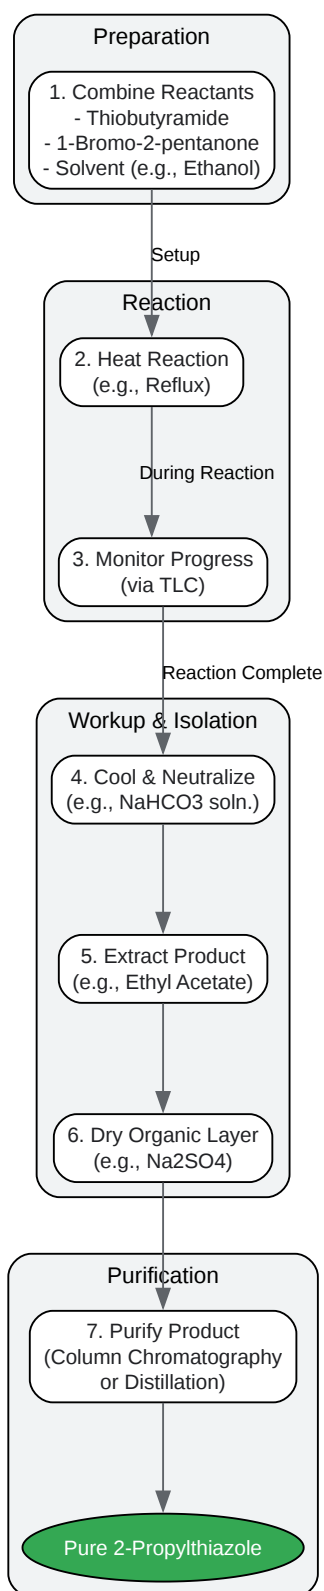 Preparation
1. Combine Reactants
- Thiobutyramide
- 1-Bromo-2-pentanone
- Solvent (e.g., Ethanol)
Setup
Reaction
2. Heat Reaction
(e.g., Reflux)
During Reaction
3. Monitor Progress
(via TLC)
Reaction Complete
Workup & Isolation
4. Cool & Neutralize
(e.g., NaHCO3 soln.)
5. Extract Product
(e.g., Ethyl Acetate)
6. Dry Organic Layer
(e.g., Na2SO4)
Purification
7. Purify Product
(Column Chromatography
or Distillation)
Pure 2-Propylthiazole